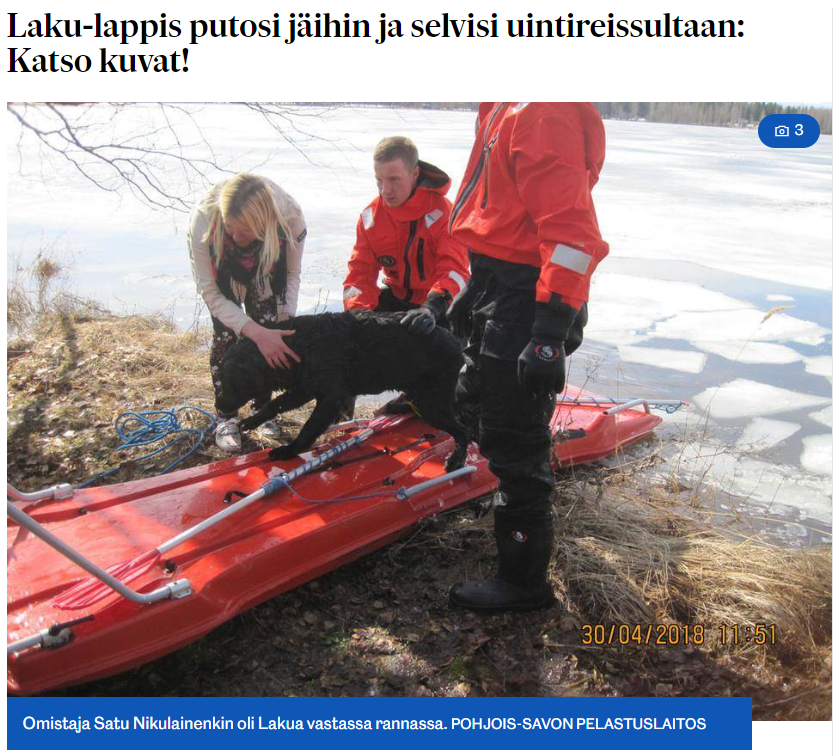 Laku-lappis putosi jäihin ja selvisi uintireissultaan:
Katso kuvat!
3
30/04/2018 11:51
Omistaja Satu Nikulainenkin oli Lakua vastassa rannassa. POHJOIS-SAVON PELASTUSLAITOS